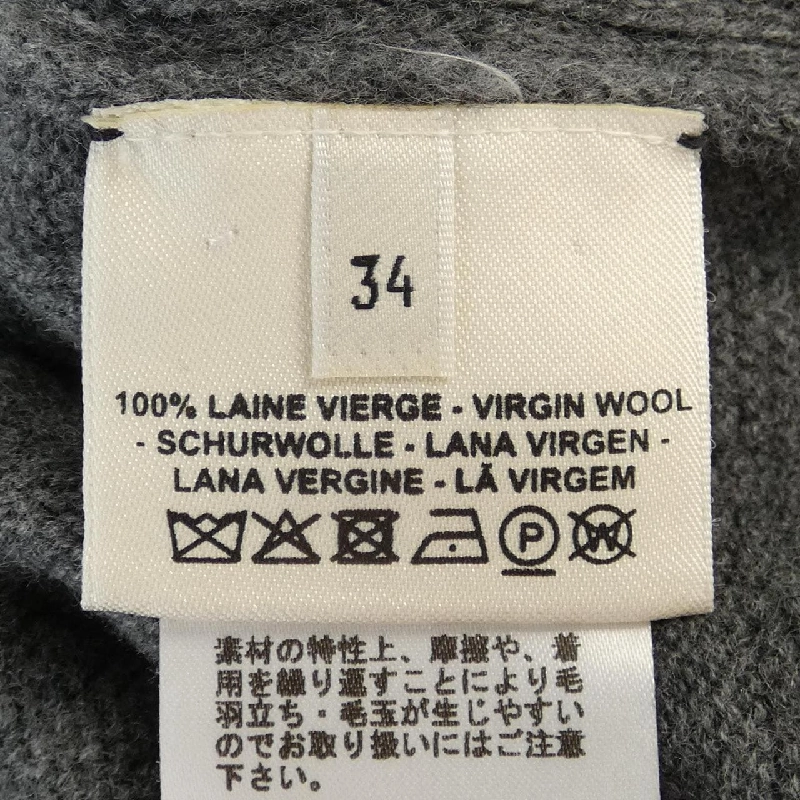 34
100% LAINE VIERGE - VIRGIN WOOL
- SCHURWOLLE - LANA VIRGEN -
LANA VERGINE - LÃ VIRGEM
P W
素材の特性上、摩擦や、着
用を繰り返すことにより毛
羽立ち・毛玉が生じやすい
のでお取り扱いにはご注意
下さい。